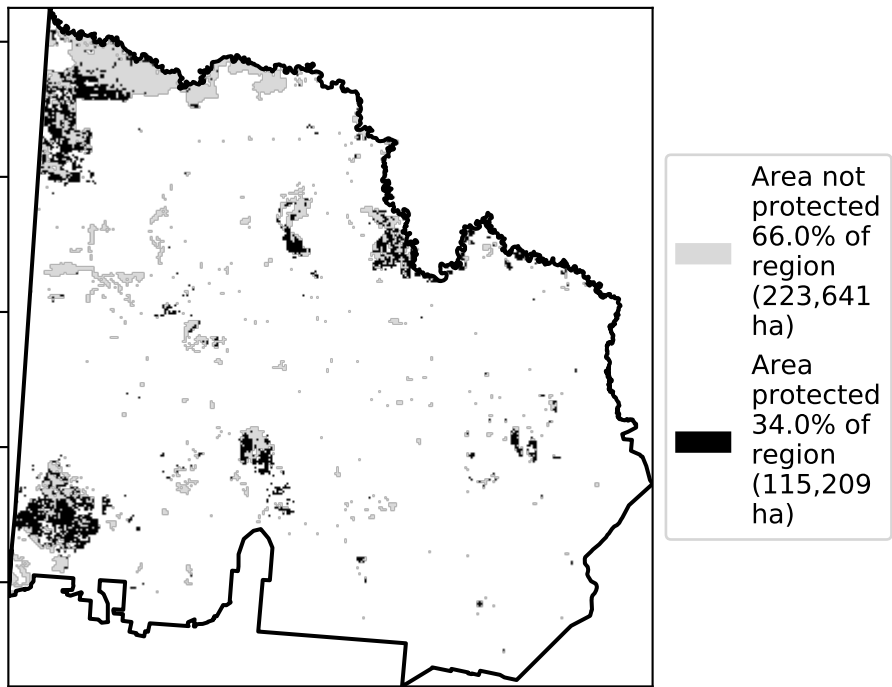 Area not
protected
66.0% of
region
(223,641
ha)
Area
protected
34.0% of
region
(115,209
ha)